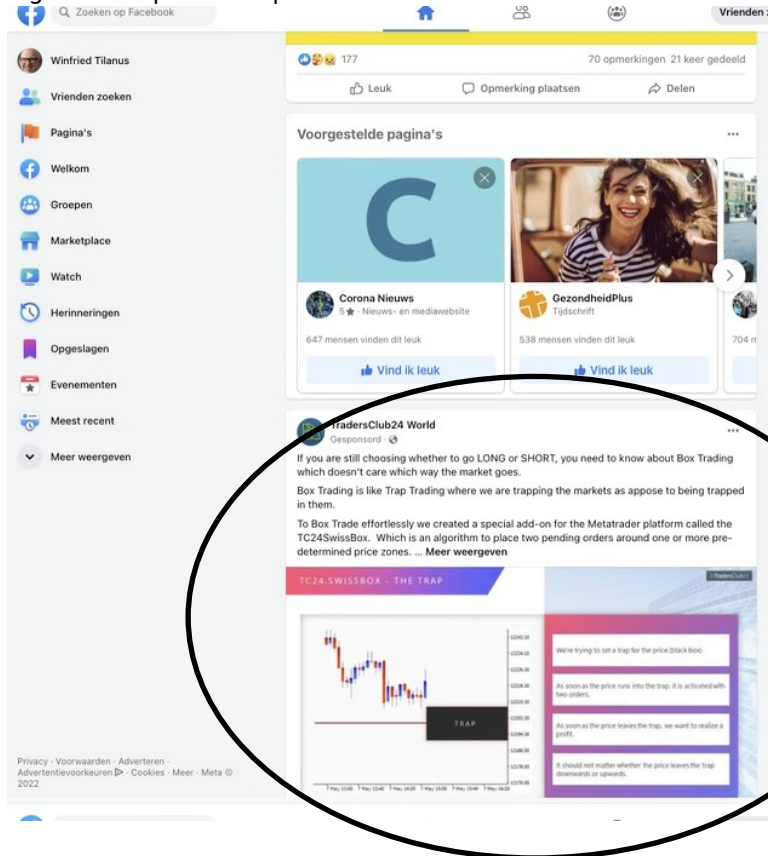 Zoeken op Facebook
Vrienden
Winfried Tilanus
Vrienden zoeken
Pagina's
Welkom
Groepen
Marketplace
Watch
Herinneringen
Opgeslagen
Evenementen
Meest recent
Meer weergeven
Privacy · Voorwaarden · Adverteren ·
Advertentievoorkeuren · Cookies · Meer · Meta ©
2022
177
70 opmerkingen 21 keer gedeeld
Leuk
Opmerking plaatsen
Delen
Voorgestelde pagina's
C
Corona Nieuws
5★ · Nieuws- en mediawebsite
647 mensen vinden dit leuk
Vind ik leuk
GezondheidPlus
Tijdschrift
538 mensen vinden dit leuk
Vind ik leuk
704
TradersClub24 World
Gesponsord ·
If you are still choosing whether to go LONG or SHORT, you need to know about Box Trading
which doesn't care which way the market goes.
Box Trading is like Trap Trading where we are trapping the markets as appose to being trapped
in them.
To Box Trade effortlessly we created a special add-on for the Metatrader platform called the
TC24SwissBox. Which is an algorithm to place two pending orders around one or more pre-
determined price zones. ... Meer weergeven
TC24.SWISSBOX - THE TRAP
TRAP
We're trying to set a trap for the price (black box).
As soon as the price runs into the trap, it is activated with
two orders.
As soon as the price leaves the trap, we want to realize a
profit.
It should not matter whether the price leaves the trap
downwards or upwards.